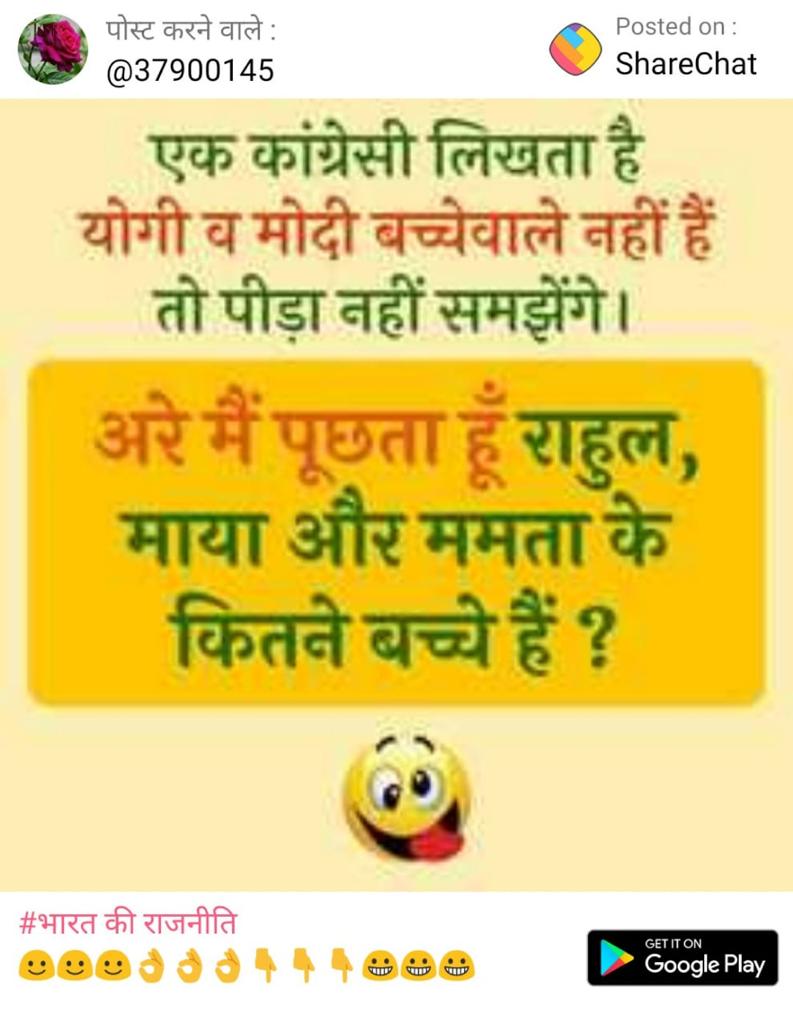 पोस्ट करने वाले :
@37900145
Posted on :
ShareChat
एक कांग्रेसी लिखता है
योगी व मोदी बच्चेवाले नहीं हैं
तो पीड़ा नहीं समझेंगे।
अरे मैं पूछता हूँ राहुल,
माया और ममता के
कितने बच्चे हैं ?
#भारत की राजनीति
🙂🙂🙂👌👌👌👇👇👇😀😀😀
GET IT ON
Google Play